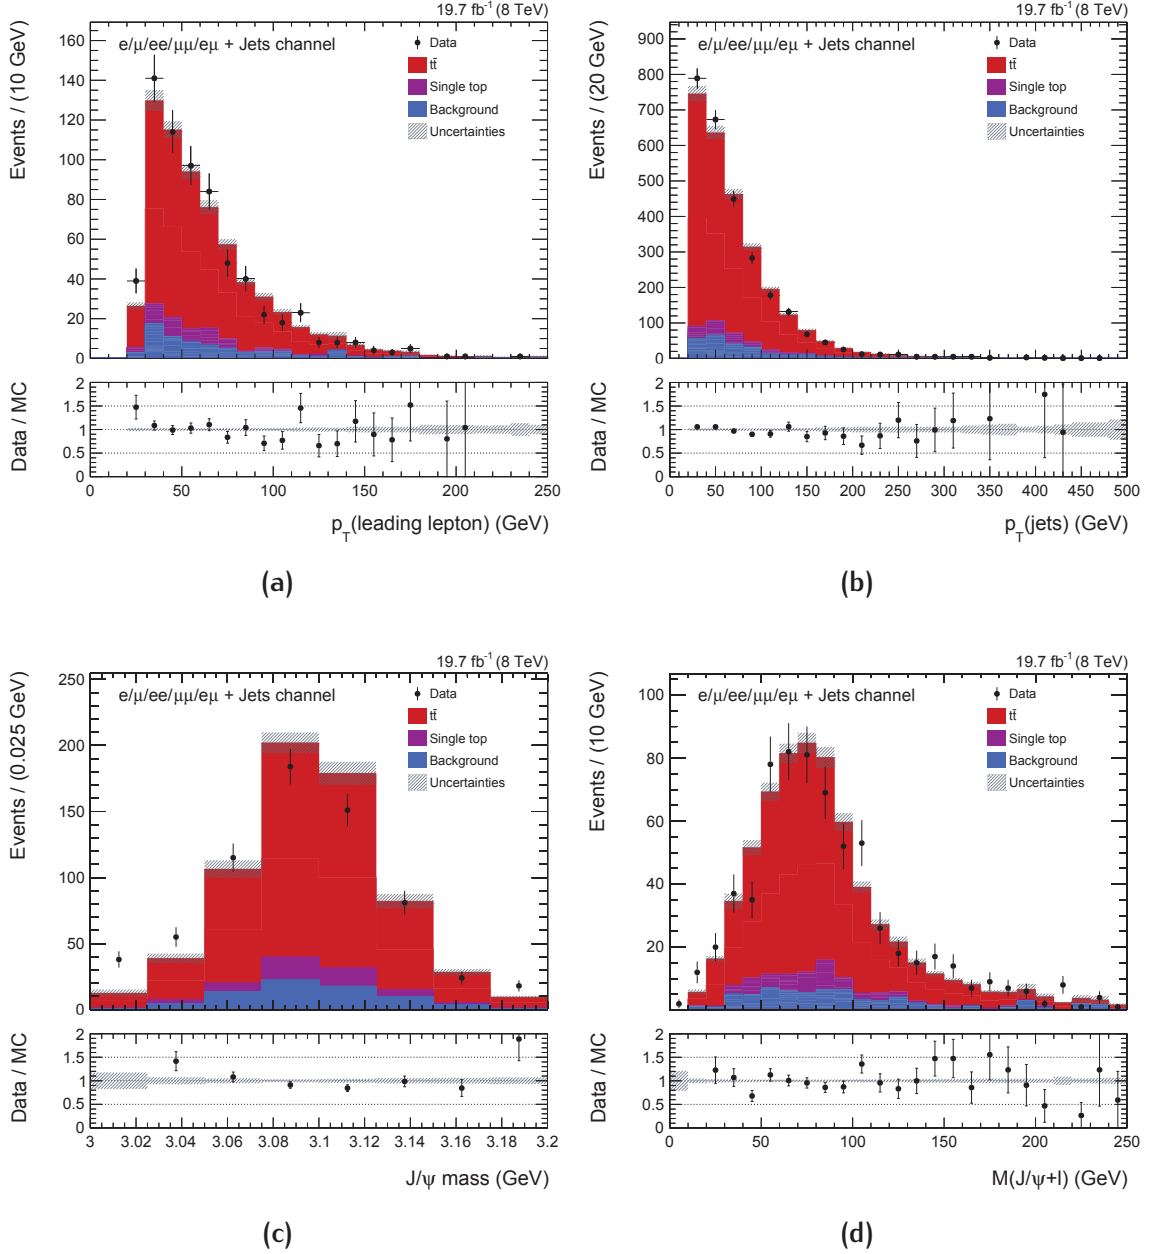 19.7 fb⁻¹ (8 TeV)
e/μ/ee/μμ/eμ + Jets channel
Data
tt̄
Single top
Background
Uncertainties
Events / (10 GeV)
160
140
120
100
80
60
40
20
0
Data / MC
2
1.5
1
0.5
0
0 50 100 150 200 250
p_T(leading lepton) (GeV)
(a)
19.7 fb⁻¹ (8 TeV)
e/μ/ee/μμ/eμ + Jets channel
Data
tt̄
Single top
Background
Uncertainties
Events / (20 GeV)
900
800
700
600
500
400
300
200
100
0
Data / MC
2
1.5
1
0.5
0
0 50 100 150 200 250 300 350 400 450 500
p_T(jets) (GeV)
(b)
19.7 fb⁻¹ (8 TeV)
e/μ/ee/μμ/eμ + Jets channel
Data
tt̄
Single top
Background
Uncertainties
Events / (0.025 GeV)
250
200
150
100
50
0
Data / MC
2
1.5
1
0.5
0
3 3.02 3.04 3.06 3.08 3.1 3.12 3.14 3.16 3.18 3.2
J/ψ mass (GeV)
(c)
19.7 fb⁻¹ (8 TeV)
e/μ/ee/μμ/eμ + Jets channel
Data
tt̄
Single top
Background
Uncertainties
Events / (10 GeV)
100
80
60
40
20
0
Data / MC
2
1.5
1
0.5
0
0 50 100 150 200 250
M(J/ψ+l) (GeV)
(d)